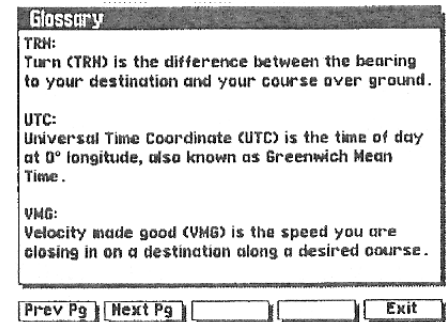 Glossary
TRN:
Turn (TRN) is the difference between the bearing
to your destination and your course over ground.
UTC:
Universal Time Coordinate (UTC) is the time of day
at 0° longitude, also known as Greenwich Mean
Time.
VMG:
Velocity made good (VMG) is the speed you are
closing in on a destination along a desired course.
Prev Pg Next Pg Exit